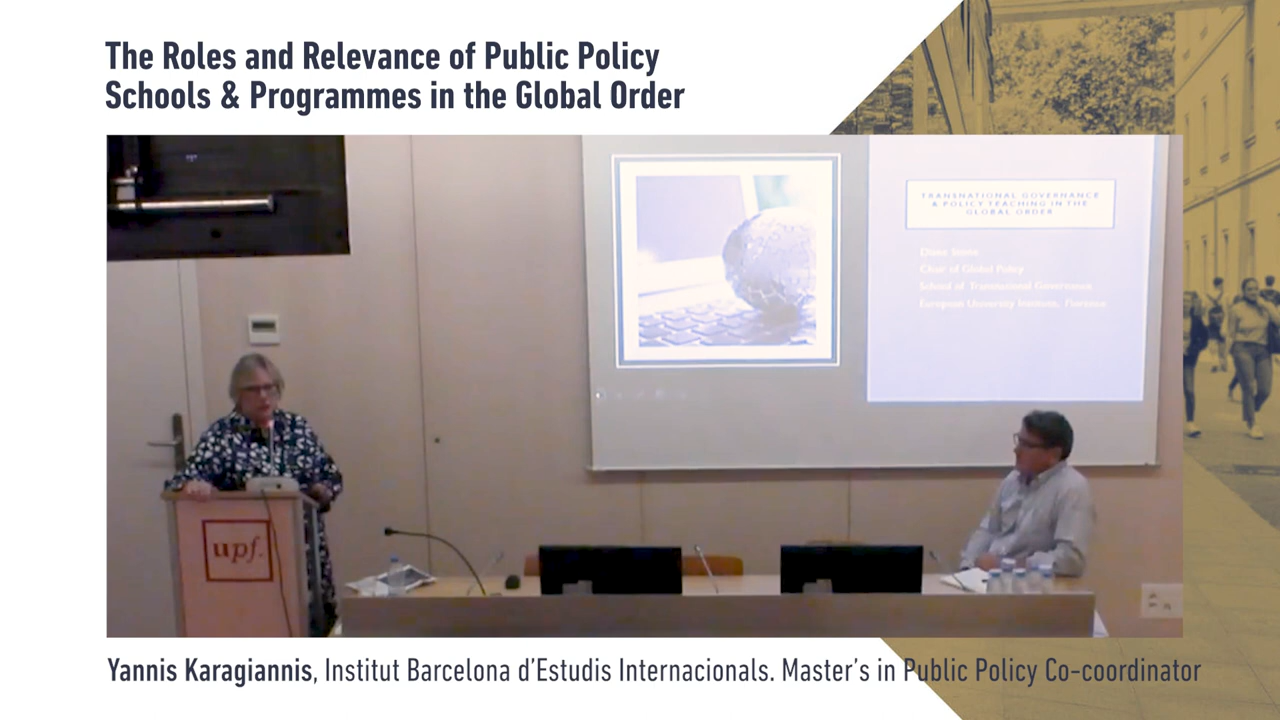 The Roles and Relevance of Public Policy
Schools & Programmes in the Global Order
TRANSNATIONAL GOVERNANCE
& POLICY TEACHING IN THE
GLOBAL ORDER
Diane Stone
Chair of Global Policy
School of Transnational Governance
European University Institute, Florence
upf.
Yannis Karagiannis, Institut Barcelona d’Estudis Internacionals. Master’s in Public Policy Co-coordinator